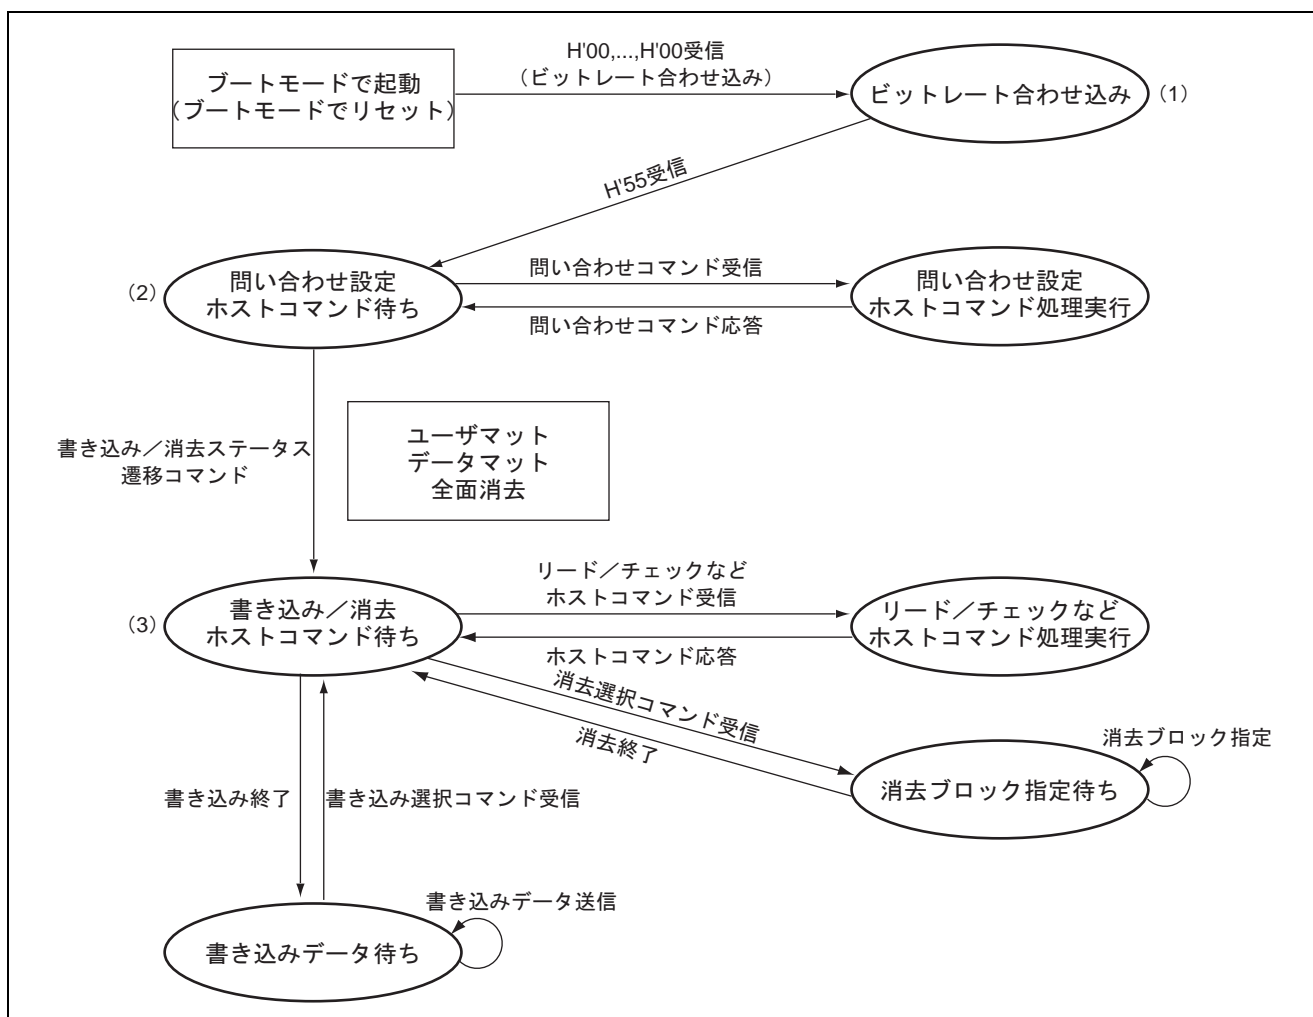 H'00,...,H'00受信
（ビットレート合わせ込み）
ブートモードで起動
（ブートモードでリセット）
ビットレート合わせ込み
（1）
H'55受信
（2）
問い合わせ設定
ホストコマンド待ち
問い合わせコマンド受信
問い合わせコマンド応答
問い合わせ設定
ホストコマンド処理実行
書き込み／消去ステータス
遷移コマンド
ユーザマット
データマット
全面消去
（3）
書き込み／消去
ホストコマンド待ち
リード／チェックなど
ホストコマンド受信
ホストコマンド応答
リード／チェックなど
ホストコマンド処理実行
消去選択コマンド受信
消去終了
消去ブロック指定
消去ブロック指定待ち
書き込み終了
書き込み選択コマンド受信
書き込みデータ送信
書き込みデータ待ち